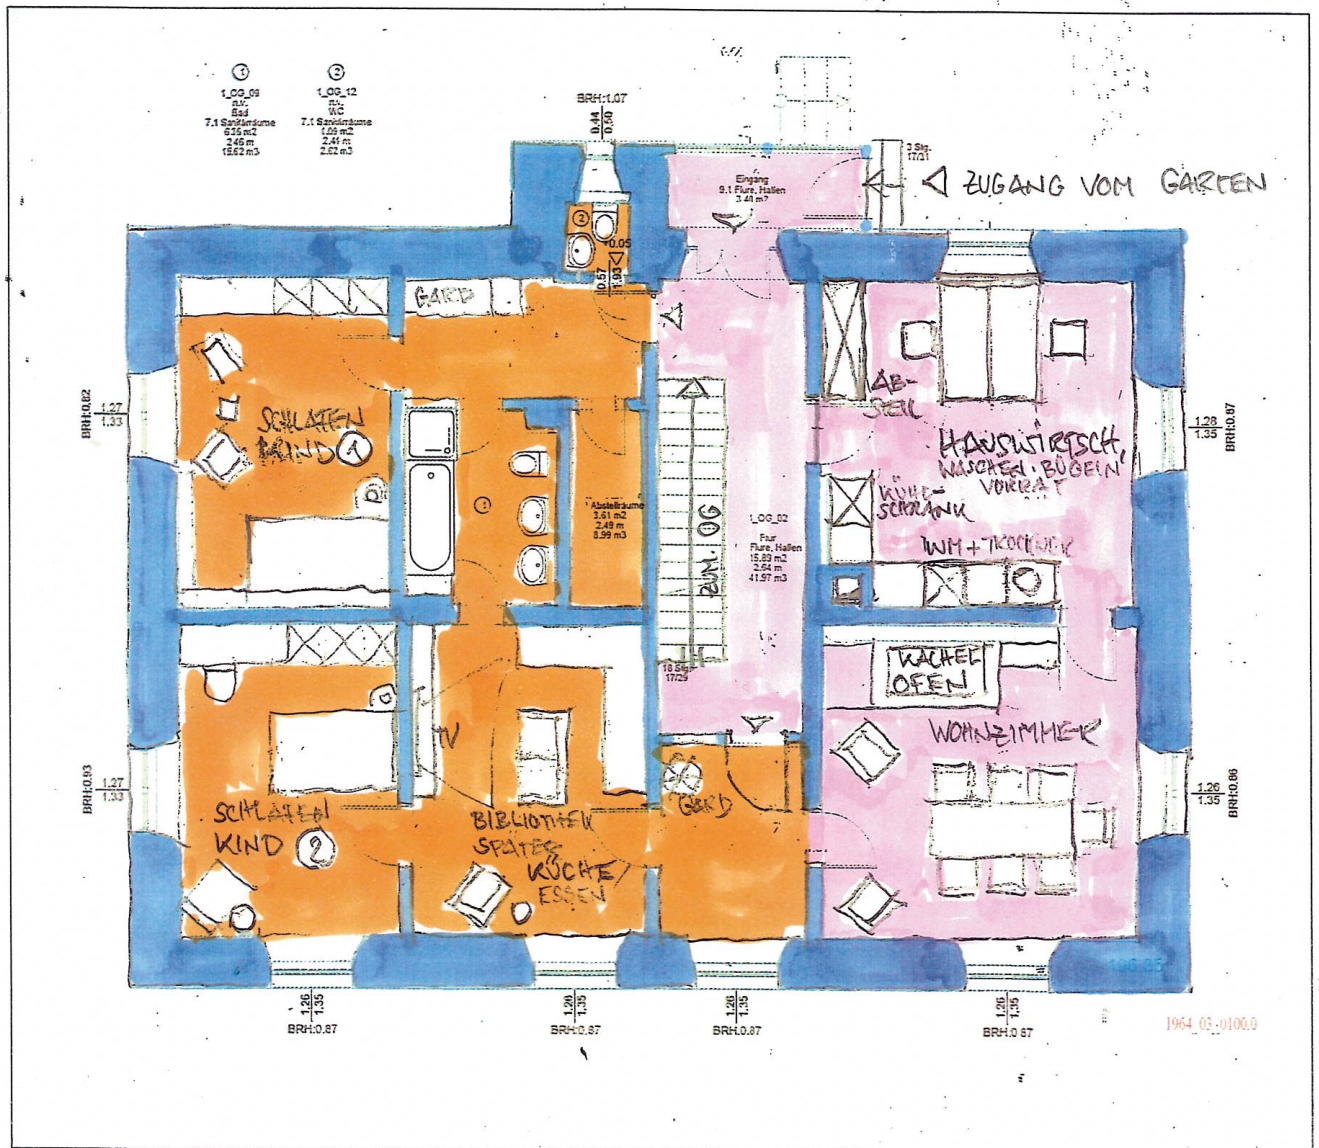 1
1_OG_09
n.v.
Bad
7.1 Sanitärräume
2.46 m
15.62 m3
2
1_OG_12
n.v.
WC
7.1 Sanitärräume
1.09 m2
2.41 m
2.62 m3
BRH:1.07
0.44
0.50
Eingang
9.1 Flure, Hallen
3.40 m2
3 Stg.
17/31
ZUGANG VOM GARTEN
2
+0.05
0.57
1.93
GARD
BRH:0.82
1.27
1.33
SCHLAFEN
KIND 1
1
Abstellräume
3.61 m2
2.49 m
8.99 m3
ZUM OG
1_OG_02
Flur
Flure, Hallen
15.89 m2
2.64 m
41.97 m3
AB-
STELL
HAUSWIRTSCH,
WASCHEN·BÜGELN
VORRAT
KÜHL-
SCHRANK
WM + TROCKNER
1.28
1.35
BRH:0.87
18 Stg.
17/29
KACHEL
OFEN
WOHNZIMMER
TV
GARD
BRH:0.93
1.27
1.33
SCHLAFEN
KIND 2
BIBLIOTHEK
SPÄTER
KÜCHE/
ESSEN
1.26
1.35
BRH:0.86
1.26
1.35
BRH:0.87
1.26
1.35
BRH:0.87
1.26
1.35
BRH:0.87
1.26
1.35
BRH:0.87
1964_03_0100.0